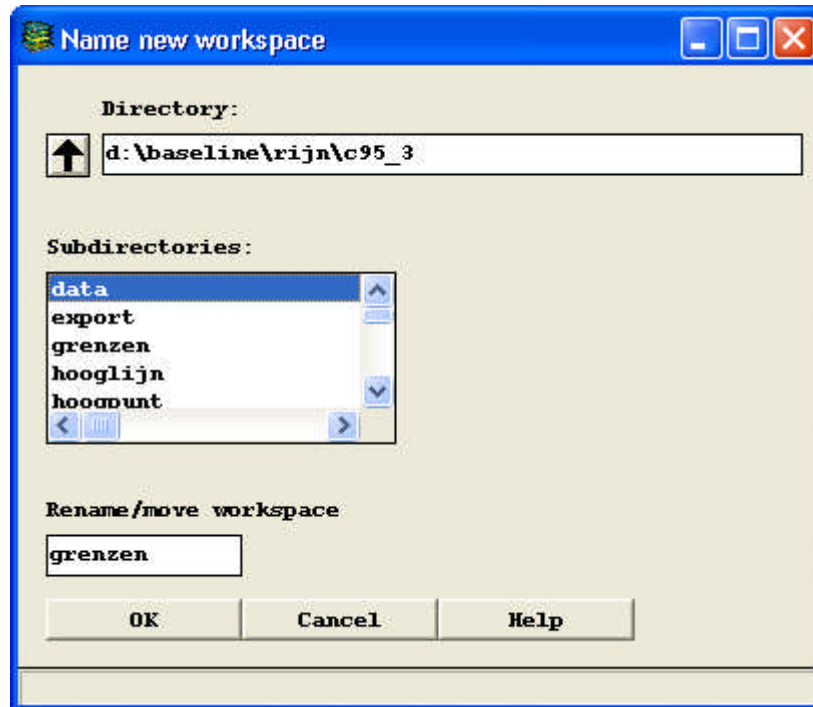 Name new workspace
Directory:
d:\baseline\rijn\c95_3
Subdirectories:
data
export
grenzen
hooglijn
hoogpunt
Rename/move workspace
grenzen
OK Cancel Help